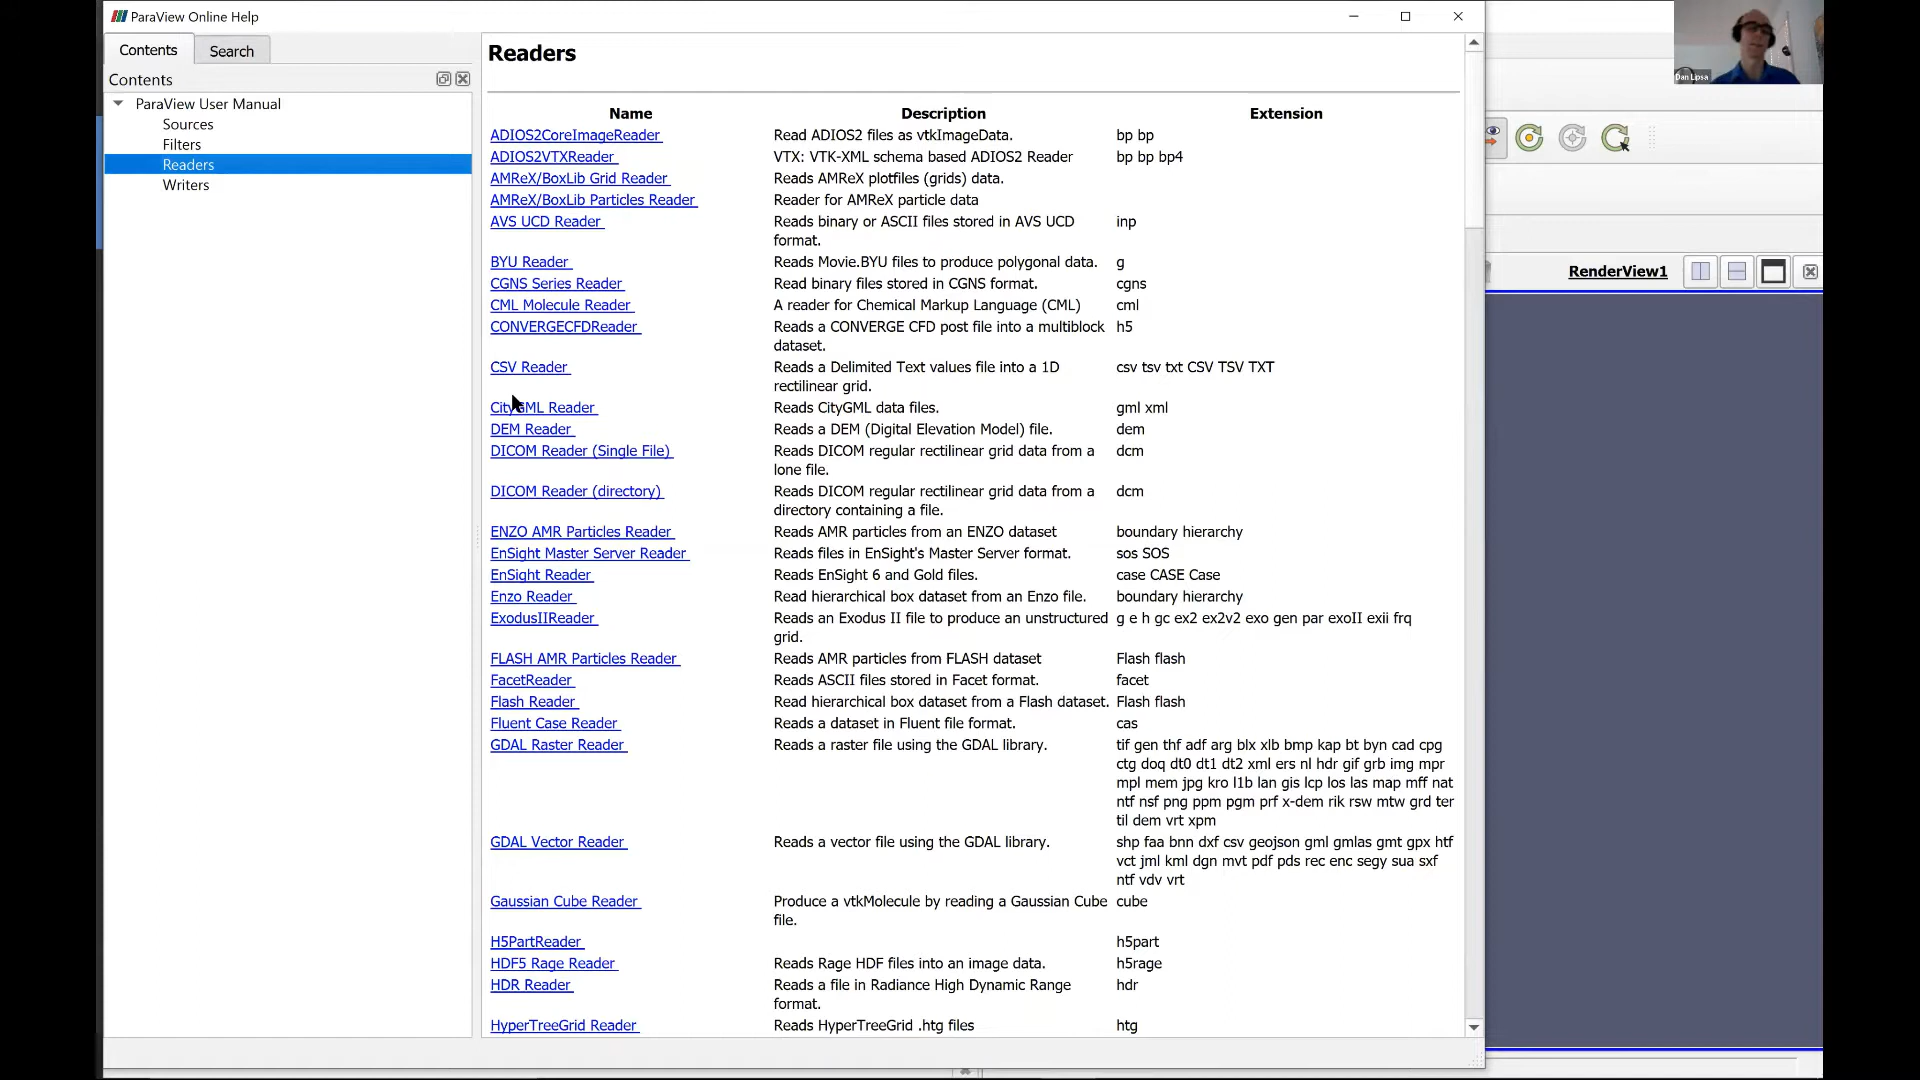 ParaView Online Help
Contents
Search
Contents
ParaView User Manual
Sources
Filters
Readers
Writers
Readers
Name Description Extension
ADIOS2CoreImageReader Read ADIOS2 files as vtkImageData. bp bp
ADIOS2VTXReader VTX: VTK-XML schema based ADIOS2 Reader bp bp bp4
AMReX/BoxLib Grid Reader Reads AMReX plotfiles (grids) data.
AMReX/BoxLib Particles Reader Reader for AMReX particle data
AVS UCD Reader Reads binary or ASCII files stored in AVS UCD inp
format.
BYU Reader Reads Movie.BYU files to produce polygonal data. g
CGNS Series Reader Read binary files stored in CGNS format. cgns
CML Molecule Reader A reader for Chemical Markup Language (CML) cml
CONVERGECFDReader Reads a CONVERGE CFD post file into a multiblock h5
dataset.
CSV Reader Reads a Delimited Text values file into a 1D csv tsv txt CSV TSV TXT
rectilinear grid.
CityGML Reader Reads CityGML data files. gml xml
DEM Reader Reads a DEM (Digital Elevation Model) file. dem
DICOM Reader (Single File) Reads DICOM regular rectilinear grid data from a dcm
lone file.
DICOM Reader (directory) Reads DICOM regular rectilinear grid data from a dcm
directory containing a file.
ENZO AMR Particles Reader Reads AMR particles from an ENZO dataset boundary hierarchy
EnSight Master Server Reader Reads files in EnSight's Master Server format. sos SOS
EnSight Reader Reads EnSight 6 and Gold files. case CASE Case
Enzo Reader Read hierarchical box dataset from an Enzo file. boundary hierarchy
ExodusIIReader Reads an Exodus II file to produce an unstructured g e h gc ex2 ex2v2 exo gen par exoII exii frq
grid.
FLASH AMR Particles Reader Reads AMR particles from FLASH dataset Flash flash
FacetReader Reads ASCII files stored in Facet format. facet
Flash Reader Read hierarchical box dataset from a Flash dataset. Flash flash
Fluent Case Reader Reads a dataset in Fluent file format. cas
GDAL Raster Reader Reads a raster file using the GDAL library. tif gen thf adf arg blx xlb bmp kap bt byn cad cpg
ctg doq dt0 dt1 dt2 xml ers nl hdr gif grb img mpr
mpl mem jpg kro l1b lan gis lcp los las map mff nat
ntf nsf png ppm pgm prf x-dem rik rsw mtw grd ter
til dem vrt xpm
GDAL Vector Reader Reads a vector file using the GDAL library. shp faa bnn dxf csv geojson gml gmlas gmt gpx htf
vct jml kml dgn mvt pdf pds rec enc segy sua sxf
ntf vdv vrt
Gaussian Cube Reader Produce a vtkMolecule by reading a Gaussian Cube cube
file.
H5PartReader h5part
HDF5 Rage Reader Reads Rage HDF files into an image data. h5rage
HDR Reader Reads a file in Radiance High Dynamic Range hdr
format.
HyperTreeGrid Reader Reads HyperTreeGrid .htg files htg
Dan Lipsa
RenderView1